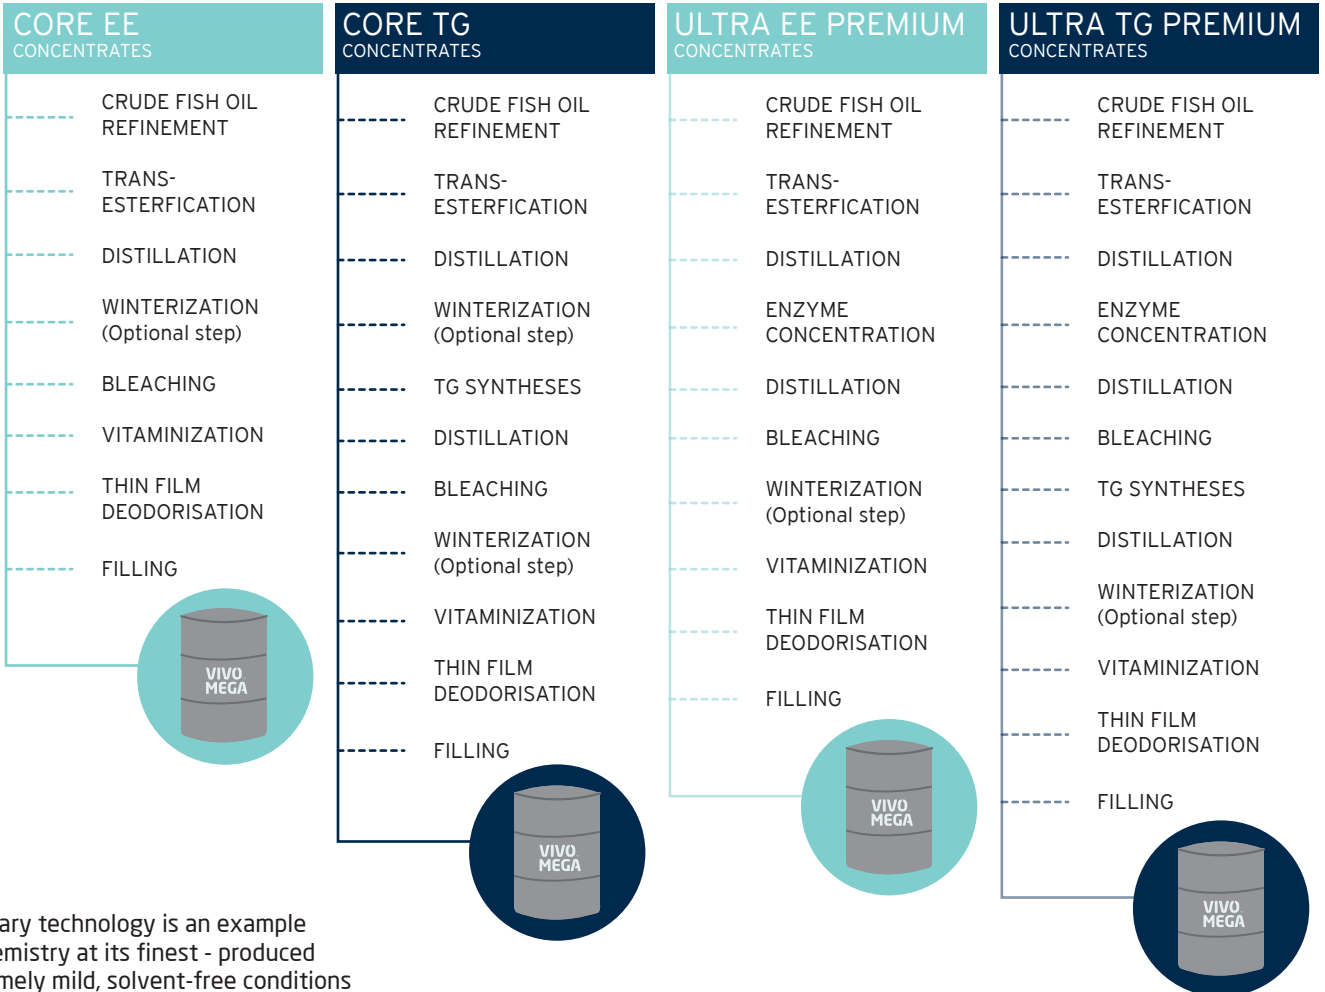 CORE EE
CONCENTRATES
CRUDE FISH OIL
REFINEMENT
TRANS-
ESTERFICATION
DISTILLATION
WINTERIZATION
(Optional step)
BLEACHING
VITAMINIZATION
THIN FILM
DEODORISATION
FILLING
VIVO
MEGA
CORE TG
CONCENTRATES
CRUDE FISH OIL
REFINEMENT
TRANS-
ESTERFICATION
DISTILLATION
WINTERIZATION
(Optional step)
TG SYNTHESES
DISTILLATION
BLEACHING
WINTERIZATION
(Optional step)
VITAMINIZATION
THIN FILM
DEODORISATION
FILLING
VIVO
MEGA
ULTRA EE PREMIUM
CONCENTRATES
CRUDE FISH OIL
REFINEMENT
TRANS-
ESTERFICATION
DISTILLATION
ENZYME
CONCENTRATION
DISTILLATION
BLEACHING
WINTERIZATION
(Optional step)
VITAMINIZATION
THIN FILM
DEODORISATION
FILLING
VIVO
MEGA
ULTRA TG PREMIUM
CONCENTRATES
CRUDE FISH OIL
REFINEMENT
TRANS-
ESTERFICATION
DISTILLATION
ENZYME
CONCENTRATION
DISTILLATION
BLEACHING
TG SYNTHESES
DISTILLATION
WINTERIZATION
(Optional step)
VITAMINIZATION
THIN FILM
DEODORISATION
FILLING
VIVO
MEGA
ary technology is an example
emistry at its finest - produced
mely mild, solvent-free conditions